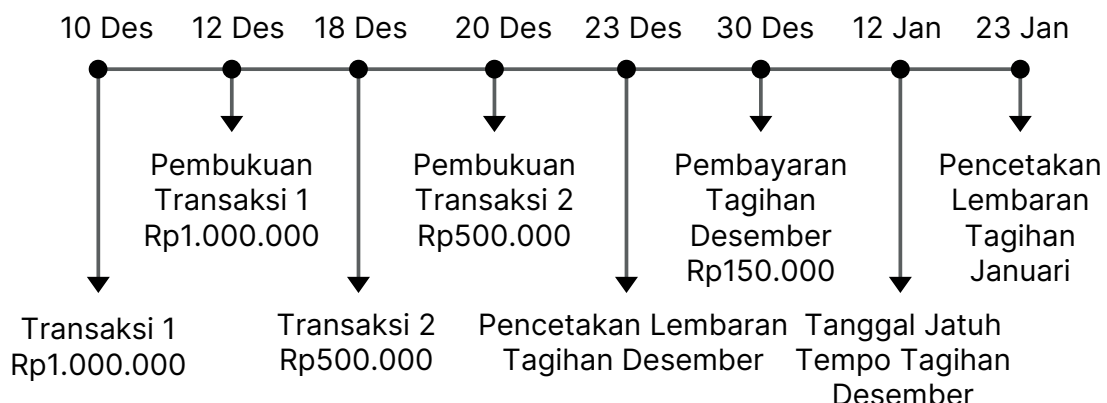 10 Des 12 Des 18 Des 20 Des 23 Des 30 Des 12 Jan 23 Jan
Pembukuan
Transaksi 1
Rp1.000.000
Pembukuan
Transaksi 2
Rp500.000
Pembayaran
Tagihan
Desember
Rp150.000
Pencetakan
Lembaran
Tagihan
Januari
Transaksi 1
Rp1.000.000
Transaksi 2
Rp500.000
Pencetakan Lembaran
Tagihan Desember
Tanggal Jatuh
Tempo Tagihan
Desember